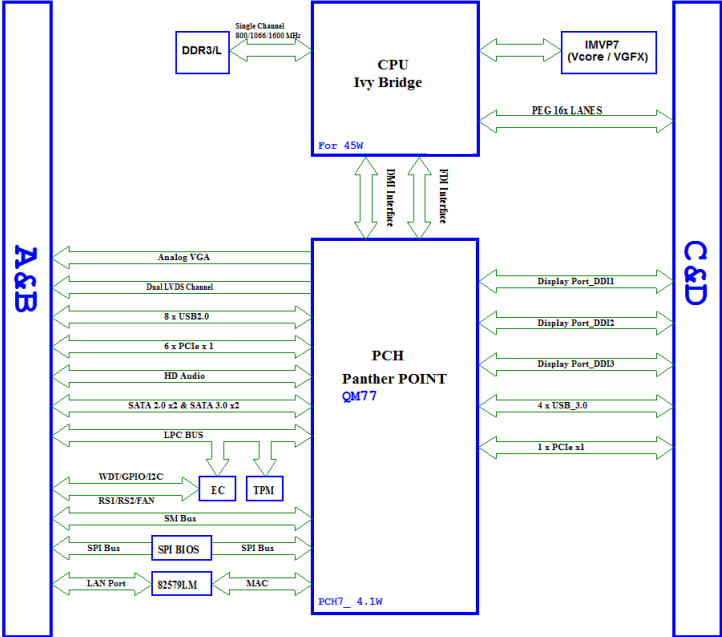 Single Channel
800/1066/1600 MHz
DDR3/L
CPU
Ivy Bridge
For 45W
IMVP7
(Vcore / VGFX)
PEG 16x LANES
DMI Interface
FDI Interface
A&B
C&D
Analog VGA
Dual LVDS Channel
8 x USB2.0
6 x PCIe x 1
HD Audio
SATA 2.0 x2 & SATA 3.0 x2
LPC BUS
WDT/GPIO/I2C
RS1/RS2/FAN
EC
TPM
SM Bus
SPI Bus
SPI BIOS
SPI Bus
LAN Port
82579LM
MAC
PCH
Panther POINT
QM77
PCH7_ 4.1W
Display Port_DDI1
Display Port_DDI2
Display Port_DDI3
4 x USB_3.0
1 x PCIe x1